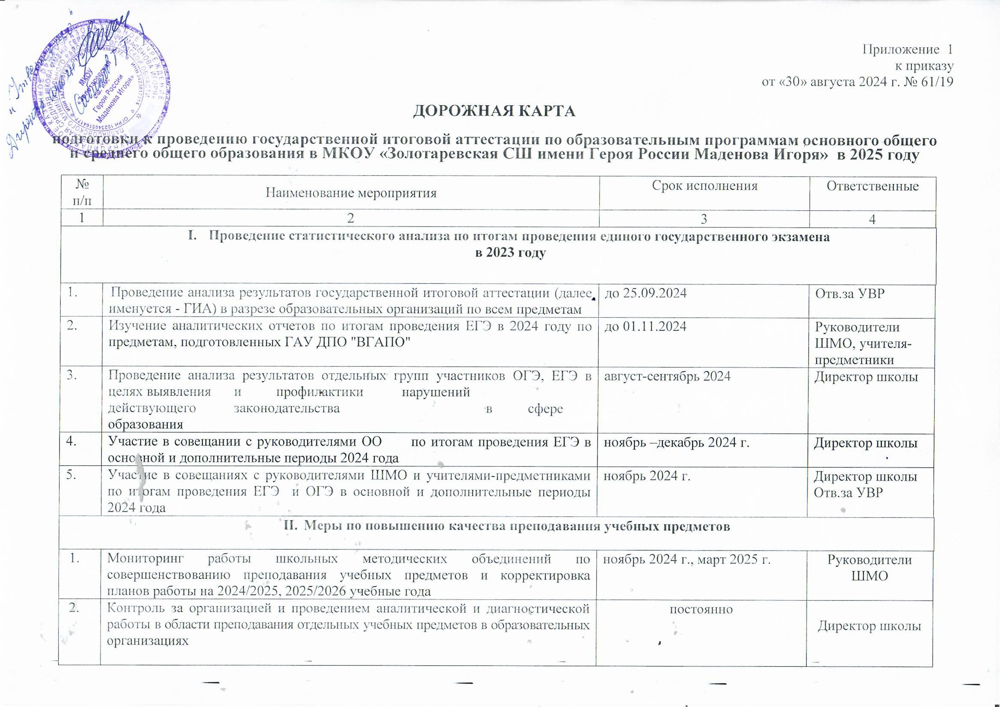 Приложение 1
к приказу
от «30» августа 2024 г. № 61/19
МКОУ
«Золотаревская
СШ им.
Героя России
Маденова Игоря»
ДОРОЖНАЯ КАРТА
подготовки к проведению государственной итоговой аттестации по образовательным программам основного общего
и среднего общего образования в МКОУ «Золотаревская СШ имени Героя России Маденова Игоря» в 2025 году
№ п/п Наименование мероприятия Срок исполнения Ответственные
1 2 3 4
I. Проведение статистического анализа по итогам проведения единого государственного экзамена
в 2023 году
1. Проведение анализа результатов государственной итоговой аттестации (далее до 25.09.2024 Отв.за УВР
именуется - ГИА) в разрезе образовательных организаций по всем предметам
2. Изучение аналитических отчетов по итогам проведения ЕГЭ в 2024 году по до 01.11.2024 Руководители
предметам, подготовленных ГАУ ДПО "ВГАПО" ШМО, учителя-
предметники
3. Проведение анализа результатов отдельных групп участников ОГЭ, ЕГЭ в август-сентябрь 2024 Директор школы
целях выявления и профилактики нарушений
действующего законодательства в сфере
образования
4. Участие в совещании с руководителями ОО по итогам проведения ЕГЭ в ноябрь –декабрь 2024 г. Директор школы
основной и дополнительные периоды 2024 года
5. Участие в совещаниях с руководителями ШМО и учителями-предметниками ноябрь 2024 г. Директор школы
по итогам проведения ЕГЭ и ОГЭ в основной и дополнительные периоды Отв.за УВР
2024 года
II. Меры по повышению качества преподавания учебных предметов
1. Мониторинг работы школьных методических объединений по ноябрь 2024 г., март 2025 г. Руководители
совершенствованию преподавания учебных предметов и корректировка ШМО
планов работы на 2024/2025, 2025/2026 учебные года
2. Контроль за организацией и проведением аналитической и диагностической постоянно
работы в области преподавания отдельных учебных предметов в образовательных Директор школы
организациях